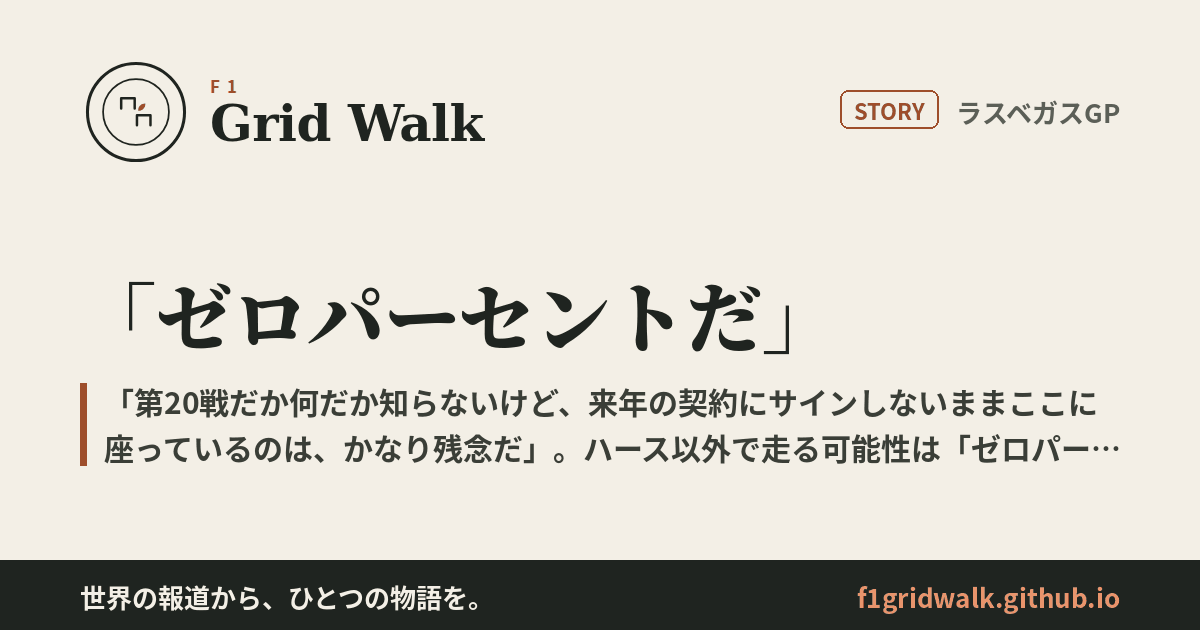 F1
Grid Walk
STORY ラスベガスGP
「ゼロパーセントだ」
「第20戦だか何だか知らないけど、来年の契約にサインしないままここに
座っているのは、かなり残念だ」。ハース以外で走る可能性は「ゼロパー…
世界の報道から、ひとつの物語を。
f1gridwalk.github.io